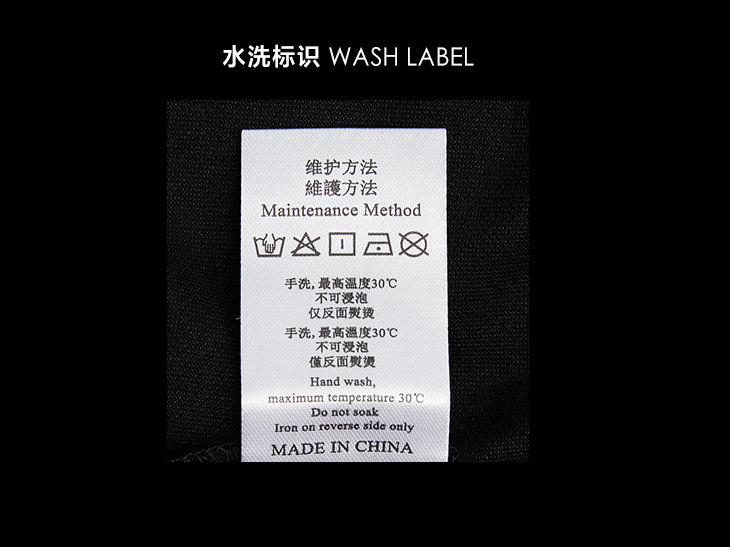 水洗标识 WASH LABEL
维护方法
維護方法
Maintenance Method
手洗,最高温度30℃
不可浸泡
仅反面熨烫
手洗,最高溫度30℃
不可浸泡
僅反面熨燙
Hand wash,
maximum temperature 30℃
Do not soak
Iron on reverse side only
MADE IN CHINA